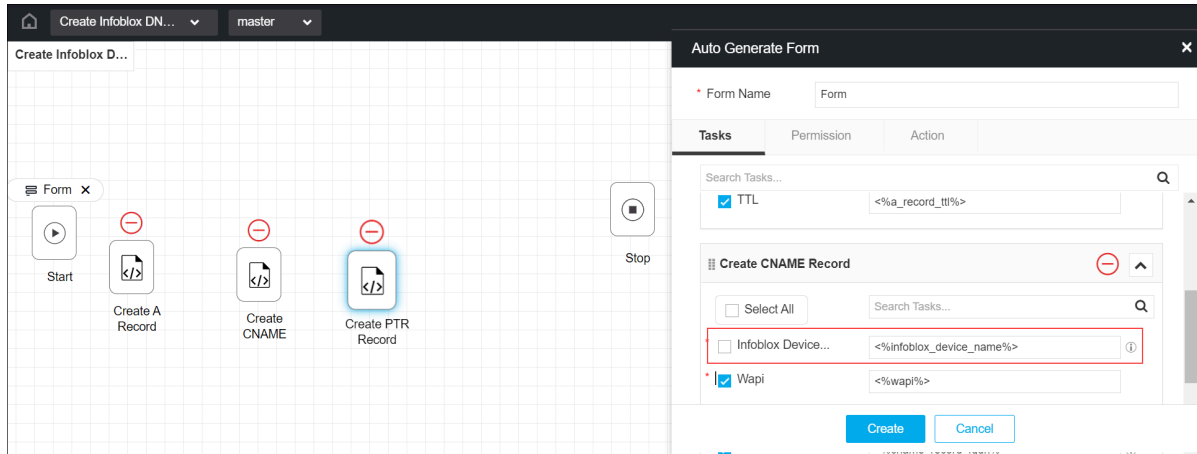 Create Infoblox DN...
master
Create Infoblox D...
Form
Start
Create A
Record
Create
CNAME
Create PTR
Record
Stop
Auto Generate Form
* Form Name
Form
Tasks
Permission
Action
Search Tasks...
TTL
<%a_record_ttl%>
Create CNAME Record
Select All
Search Tasks...
* Infoblox Device...
<%infoblox_device_name%>
* Wapi
<%wapi%>
Create
Cancel